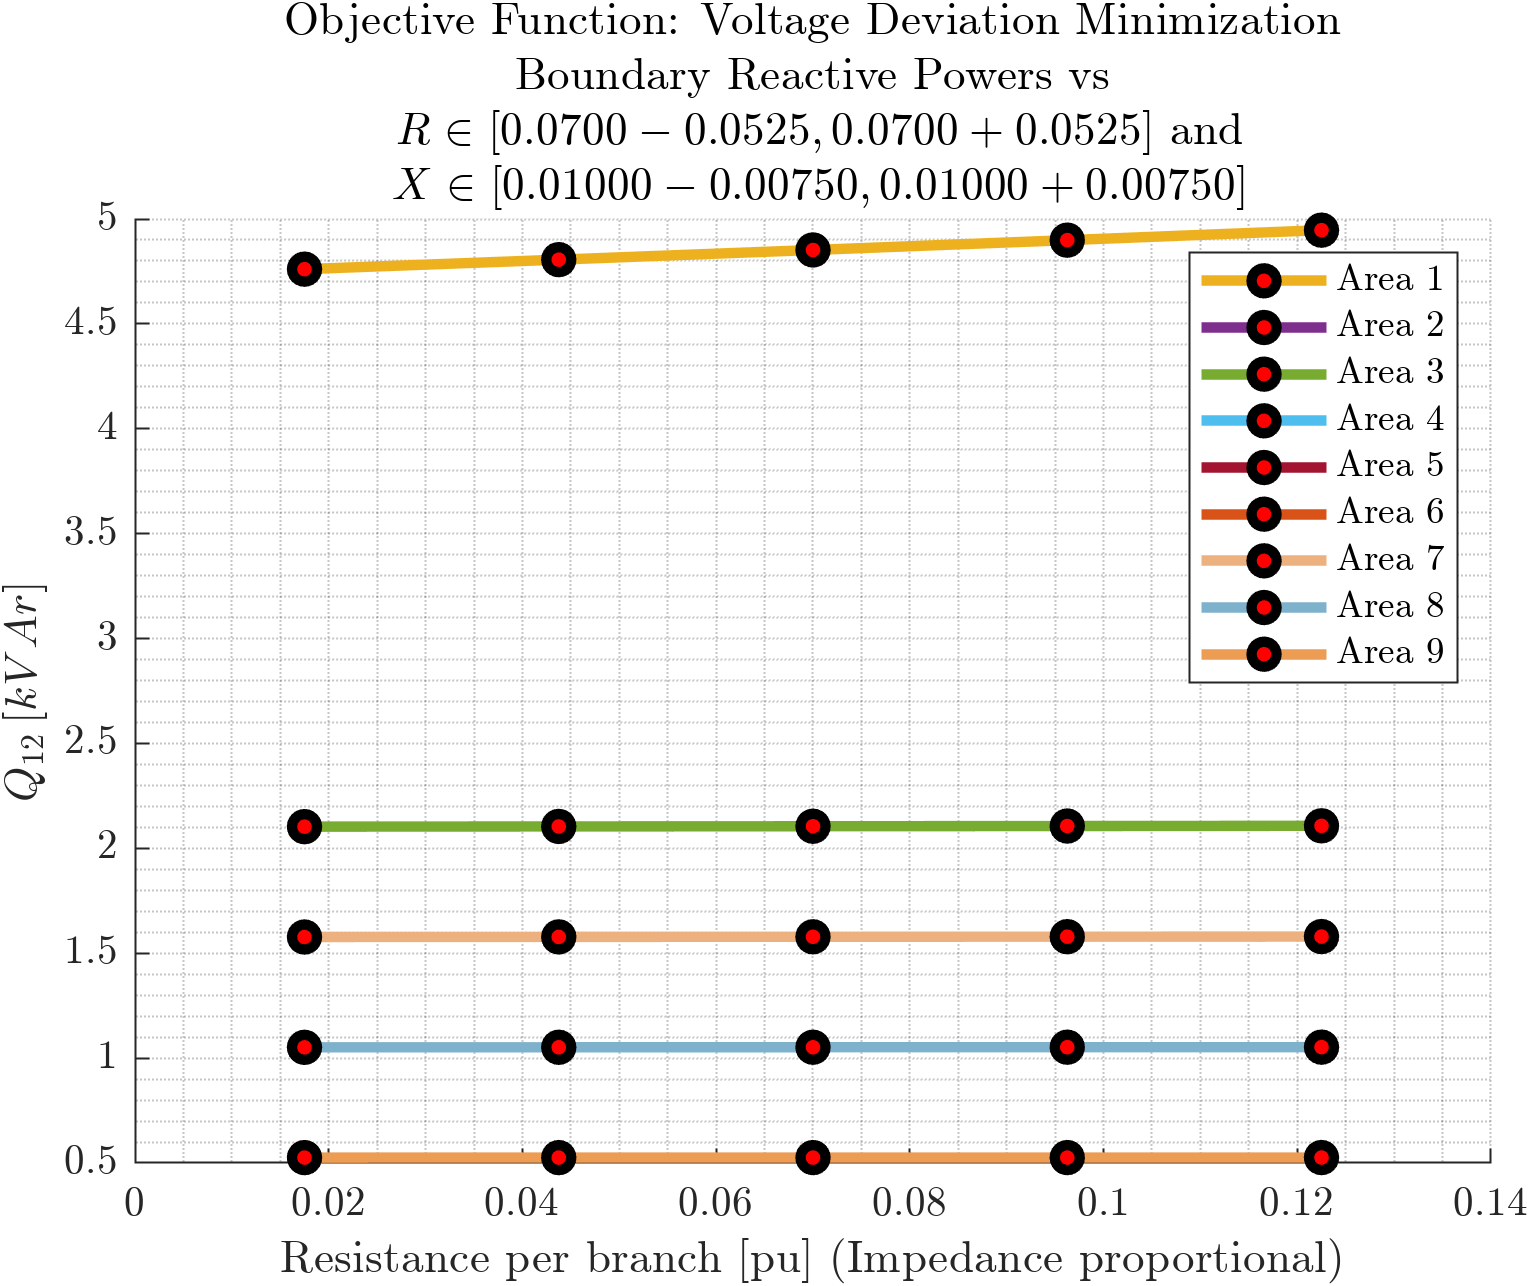 Objective Function: Voltage Deviation Minimization
Boundary Reactive Powers vs
R ∈ [0.0700 − 0.0525, 0.0700 + 0.0525] and
X ∈ [0.01000 − 0.00750, 0.01000 + 0.00750]
5
4.5
4
3.5
3
2.5
2
1.5
1
0.5
Q₁₂ [kV Ar]
Area 1
Area 2
Area 3
Area 4
Area 5
Area 6
Area 7
Area 8
Area 9
0 0.02 0.04 0.06 0.08 0.1 0.12 0.14
Resistance per branch [pu] (Impedance proportional)